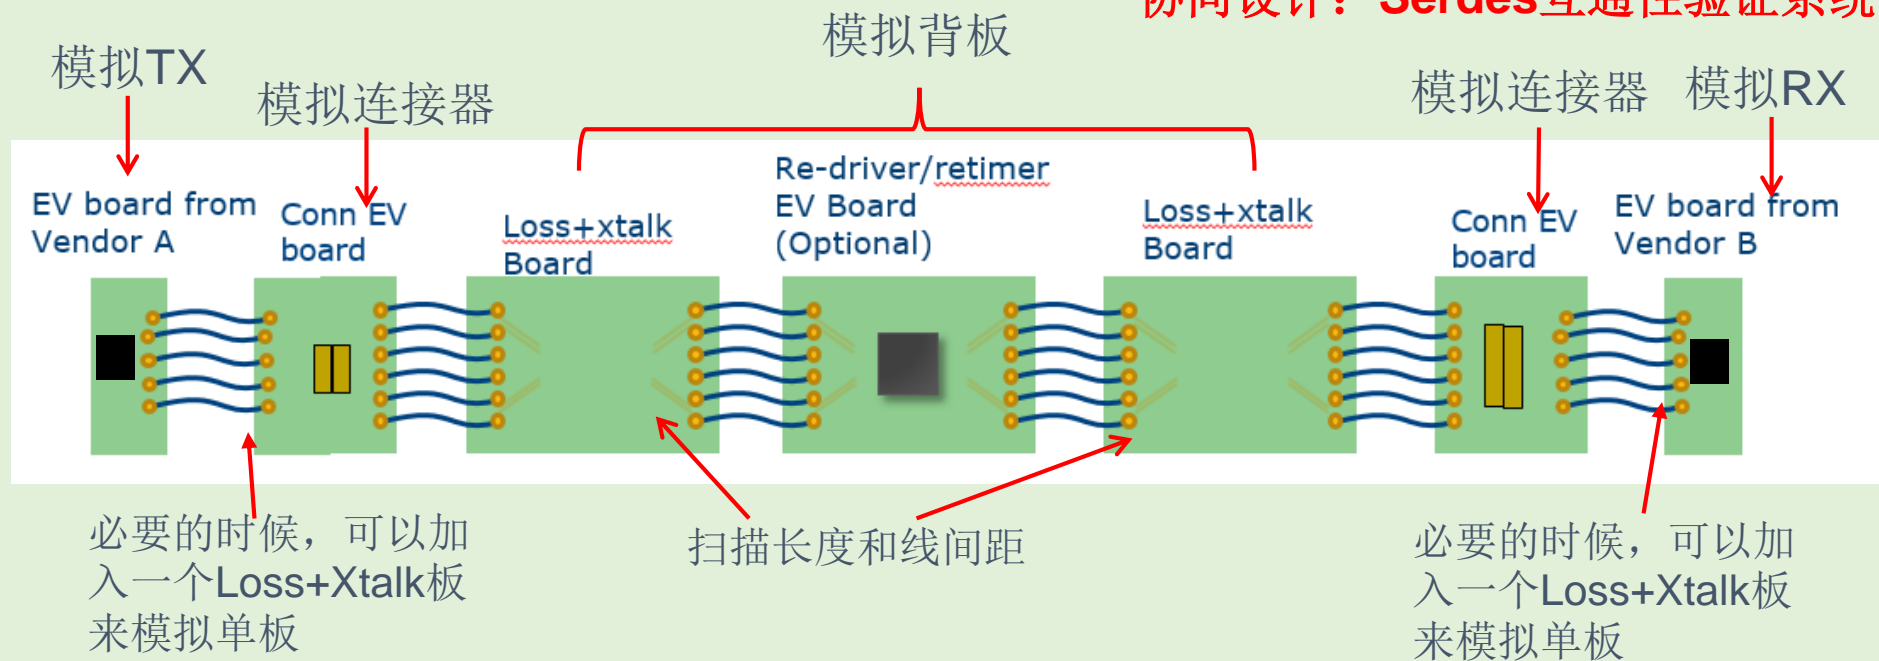 协同设计：Serdes互通性验证系统
模拟背板
模拟TX
模拟连接器
模拟连接器
模拟RX
EV board from
Vendor A
Conn EV
board
Loss+xtalk
Board
Re-driver/retimer
EV Board
(Optional)
Loss+xtalk
Board
Conn EV
board
EV board from
Vendor B
必要的时候，可以加
入一个Loss+Xtalk板
来模拟单板
扫描长度和线间距
必要的时候，可以加
入一个Loss+Xtalk板
来模拟单板